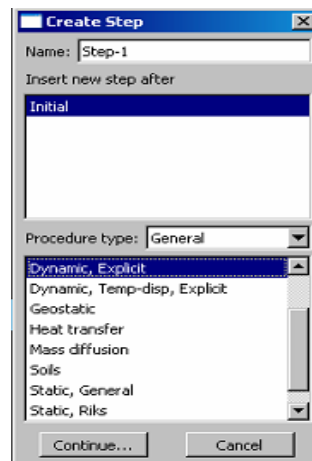 Create Step
Name: Step-1
Insert new step after
Initial
Procedure type: General
Dynamic, Explicit
Dynamic, Temp-disp, Explicit
Geostatic
Heat transfer
Mass diffusion
Soils
Static, General
Static, Riks
Continue... Cancel